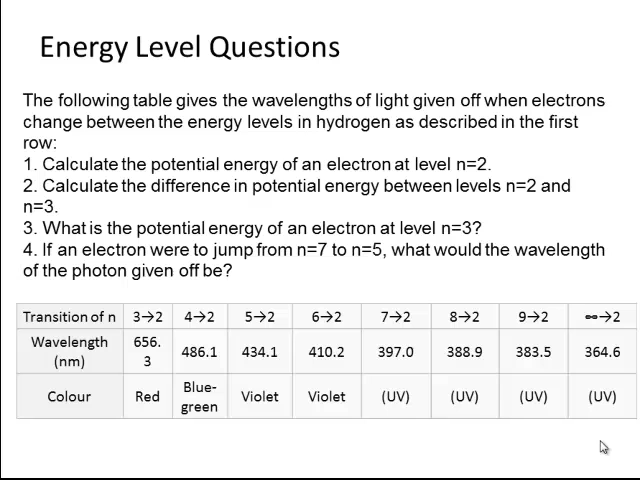 Energy Level Questions
The following table gives the wavelengths of light given off when electrons
change between the energy levels in hydrogen as described in the first
row:
1. Calculate the potential energy of an electron at level n=2.
2. Calculate the difference in potential energy between levels n=2 and
n=3.
3. What is the potential energy of an electron at level n=3?
4. If an electron were to jump from n=7 to n=5, what would the wavelength
of the photon given off be?
Transition of n 3→2 4→2 5→2 6→2 7→2 8→2 9→2 ∞→2
Wavelength (nm) 656.3 486.1 434.1 410.2 397.0 388.9 383.5 364.6
Colour Red Blue-green Violet Violet (UV) (UV) (UV) (UV)